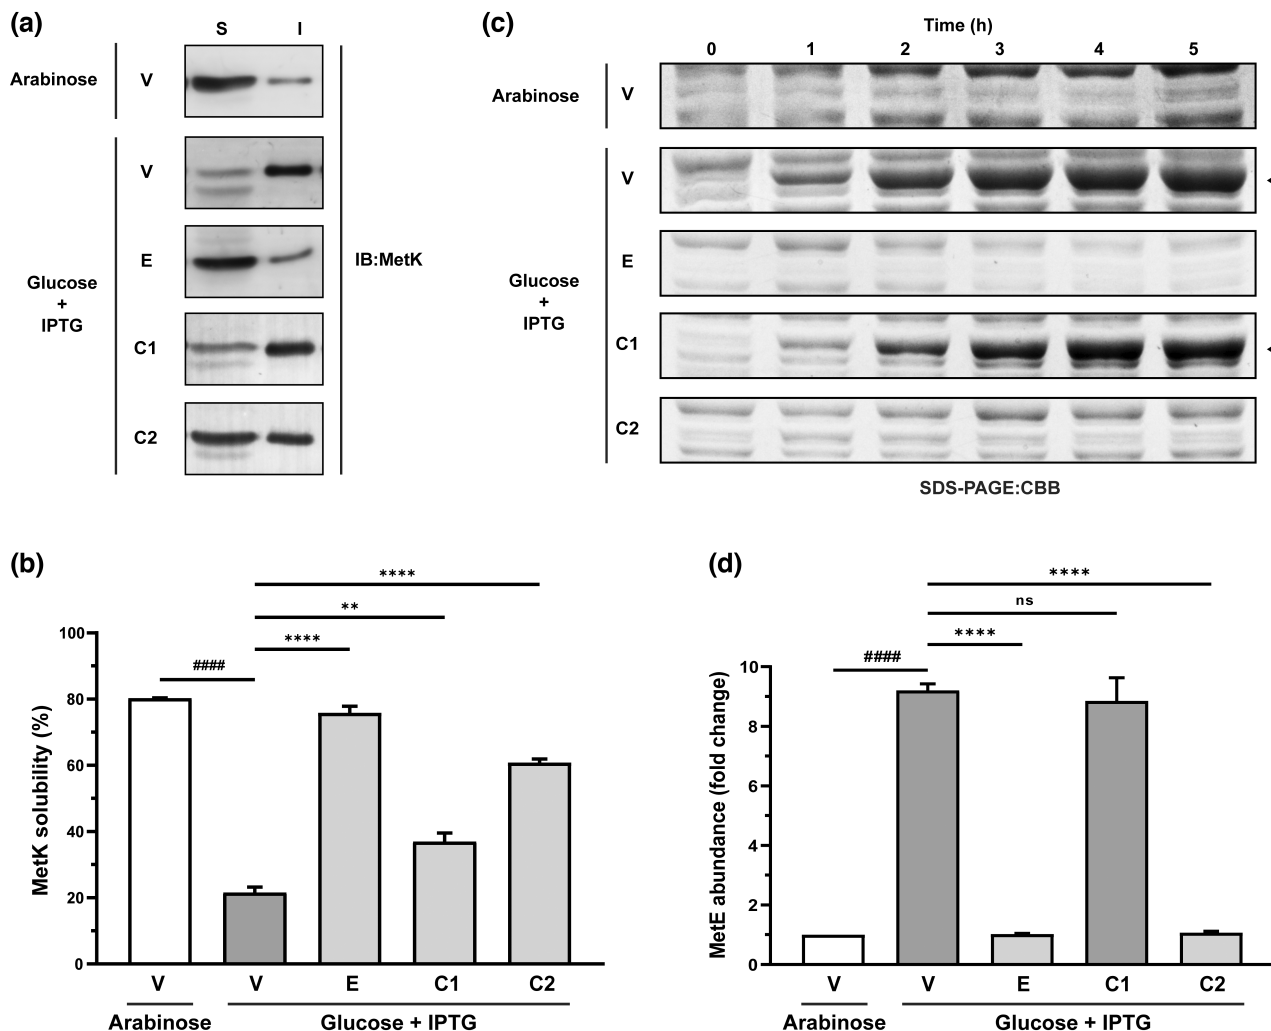 (a)
S I
Arabinose V
V
E
Glucose
+
IPTG
C1
C2
IB:MetK
(c)
Time (h)
0 1 2 3 4 5
Arabinose V
V
E
Glucose
+
IPTG
C1
C2
SDS-PAGE:CBB
(b)
****
**
****
####
MetK solubility (%)
100
80
60
40
20
0
V V E C1 C2
Arabinose Glucose + IPTG
(d)
****
ns
****
####
MetE abundance (fold change)
10
8
6
4
2
0
V V E C1 C2
Arabinose Glucose + IPTG